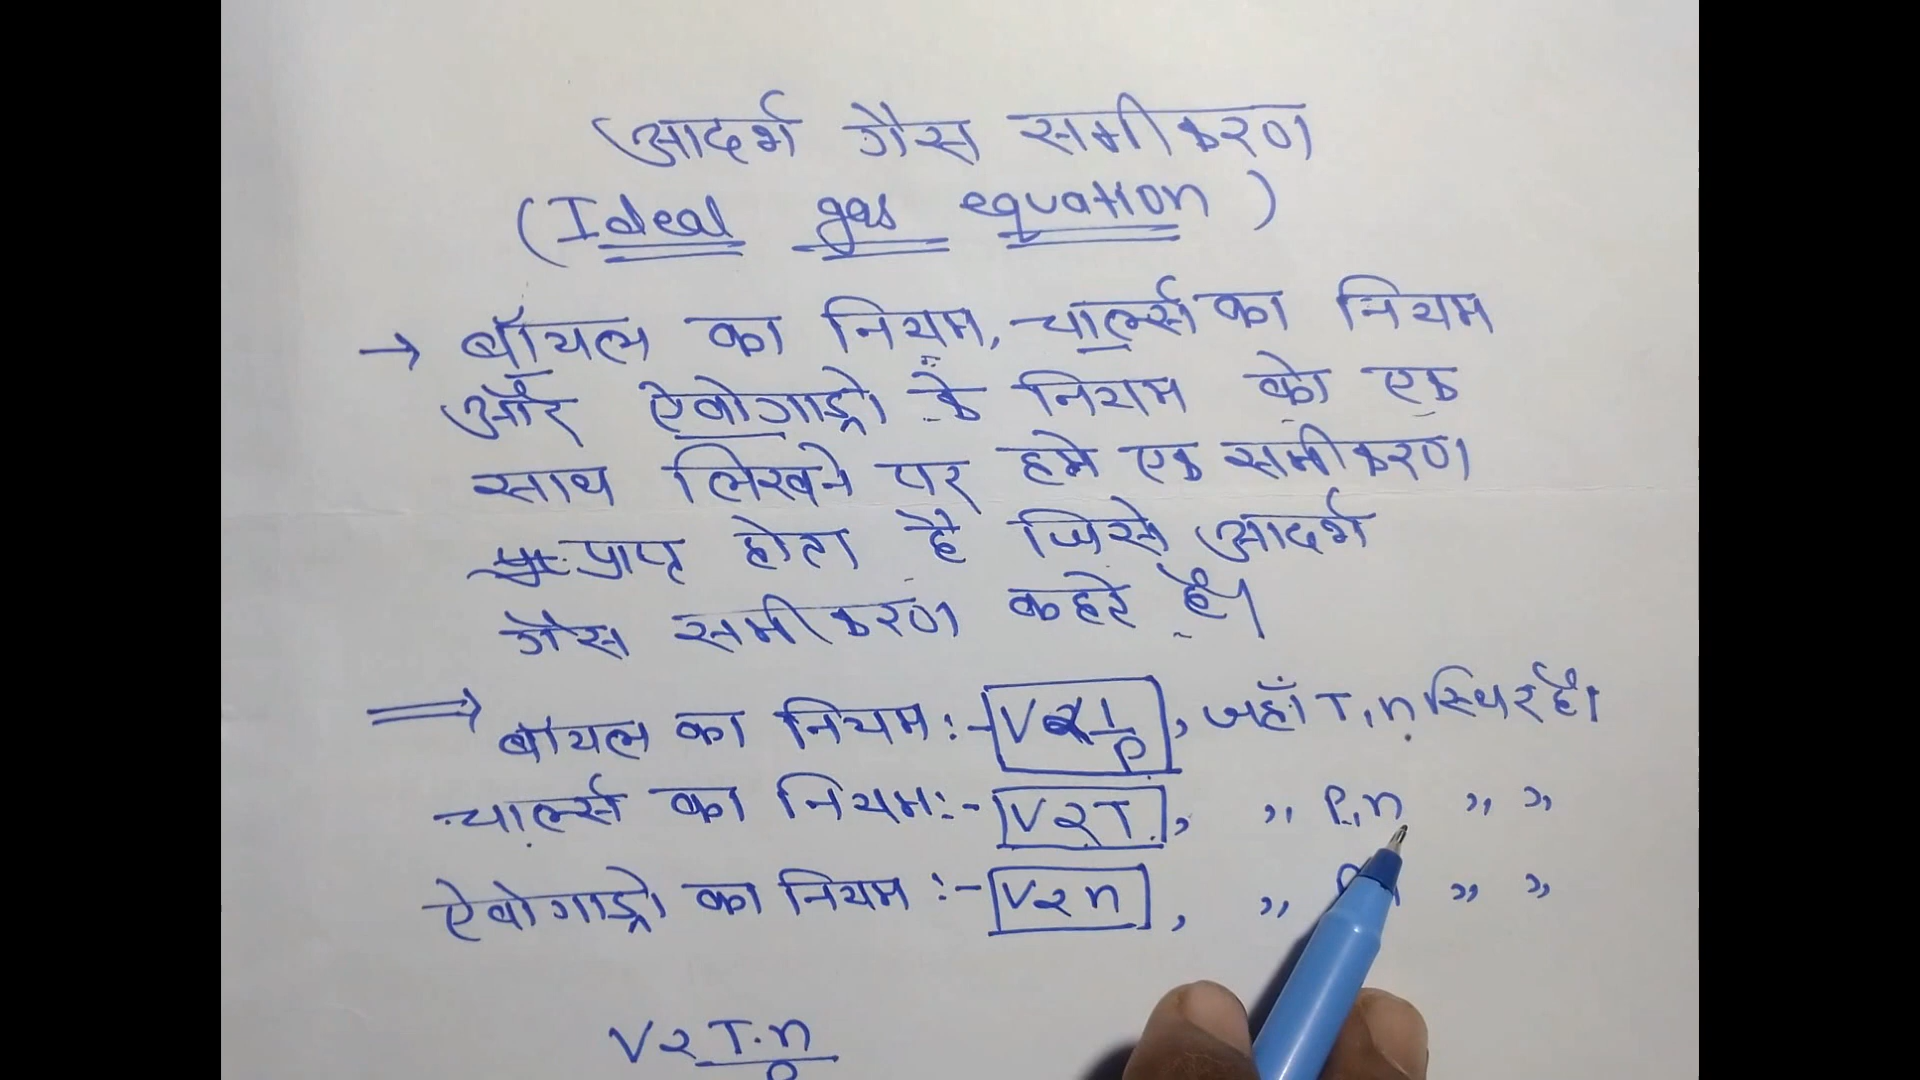 आदर्श गैस समीकरण
(Ideal gas equation)
→ बॉयल का नियम, चार्ल्स का नियम
और ऐवोगाड्रो के नियम को एक
साथ लिखने पर हमे एक समीकरण
प्राप्त होता है जिसे आदर्श
गैस समीकरण कहते हैं।
⟹ बॉयल का नियम :- V ∝ 1/P, जहाँ T, n स्थिर है।
चार्ल्स का नियम :- V ∝ T, ,, P, n ,, ,,
ऐवोगाड्रो का नियम :- V ∝ n, ,, ,, ,,
V ∝ T.n/P